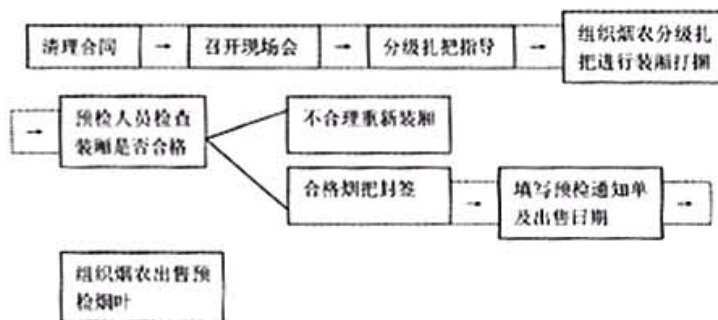 清理合同 → 召开现场会 → 分级扎把指导 → 组织烟农分级扎
把进行装厢打捆
→ 预检人员检查
装厢是否合格
不合理重新装厢
合格烟把封签 → 填写预检通知单
及出售日期 →
组织烟农出售预
检烟叶